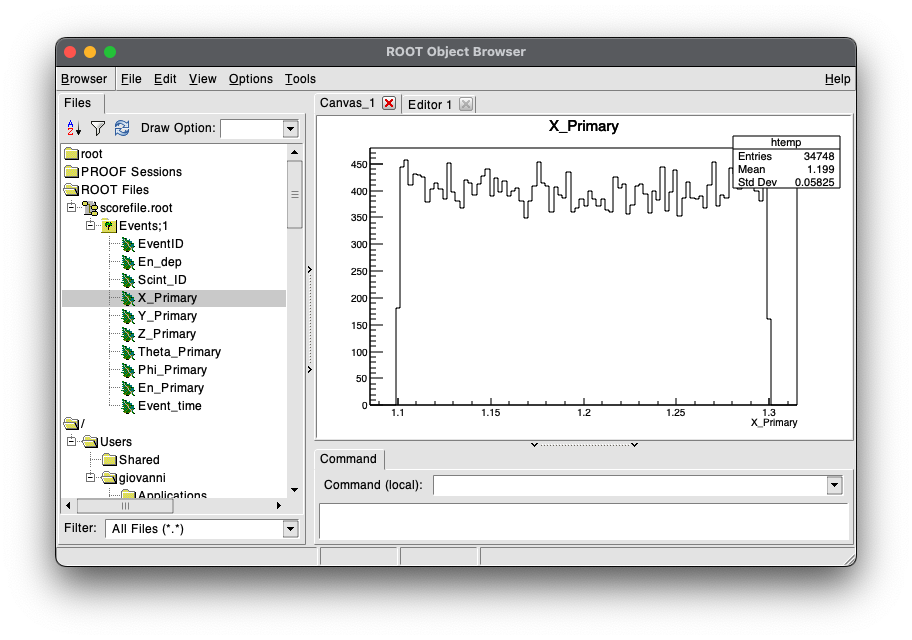 ROOT Object Browser
Browser File Edit View Options Tools Help
Files
Draw Option:
root
PROOF Sessions
ROOT Files
scorefile.root
Events;1
EventID
En_dep
Scint_ID
X_Primary
Y_Primary
Z_Primary
Theta_Primary
Phi_Primary
En_Primary
Event_time
/
Users
Shared
giovanni
Applications
Filter: All Files (*.*)
Canvas_1 Editor 1
X_Primary
htemp
Entries 34748
Mean 1.199
Std Dev 0.05825
450
400
350
300
250
200
150
100
50
0
1.1 1.15 1.2 1.25 1.3
X_Primary
Command
Command (local):